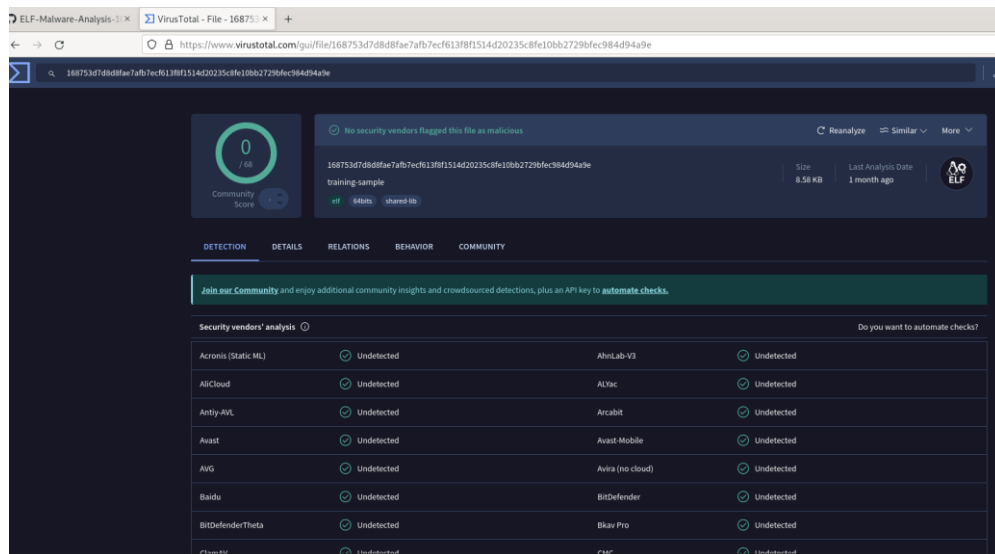 ELF-Malware-Analysis-1
VirusTotal - File - 168753
https://www.virustotal.com/gui/file/168753d7d8d8fae7afb7ecf613f8f1514d20235c8fe10bb2729bfec984d94a9e
168753d7d8d8fae7afb7ecf613f8f1514d20235c8fe10bb2729bfec984d94a9e
0
/ 68
Community
Score
No security vendors flagged this file as malicious
Reanalyze
Similar
More
168753d7d8d8fae7afb7ecf613f8f1514d20235c8fe10bb2729bfec984d94a9e
training-sample
elf 64bits shared-lib
Size
8.58 KB
Last Analysis Date
1 month ago
ELF
DETECTION DETAILS RELATIONS BEHAVIOR COMMUNITY
Join our Community and enjoy additional community insights and crowdsourced detections, plus an API key to automate checks.
Security vendors' analysis Do you want to automate checks?
Acronis (Static ML) Undetected AhnLab-V3 Undetected
AliCloud Undetected ALYac Undetected
Antiy-AVL Undetected Arcabit Undetected
Avast Undetected Avast-Mobile Undetected
AVG Undetected Avira (no cloud) Undetected
Baidu Undetected BitDefender Undetected
BitDefenderTheta Undetected Bkav Pro Undetected
ClamAV Undetected CMC Undetected